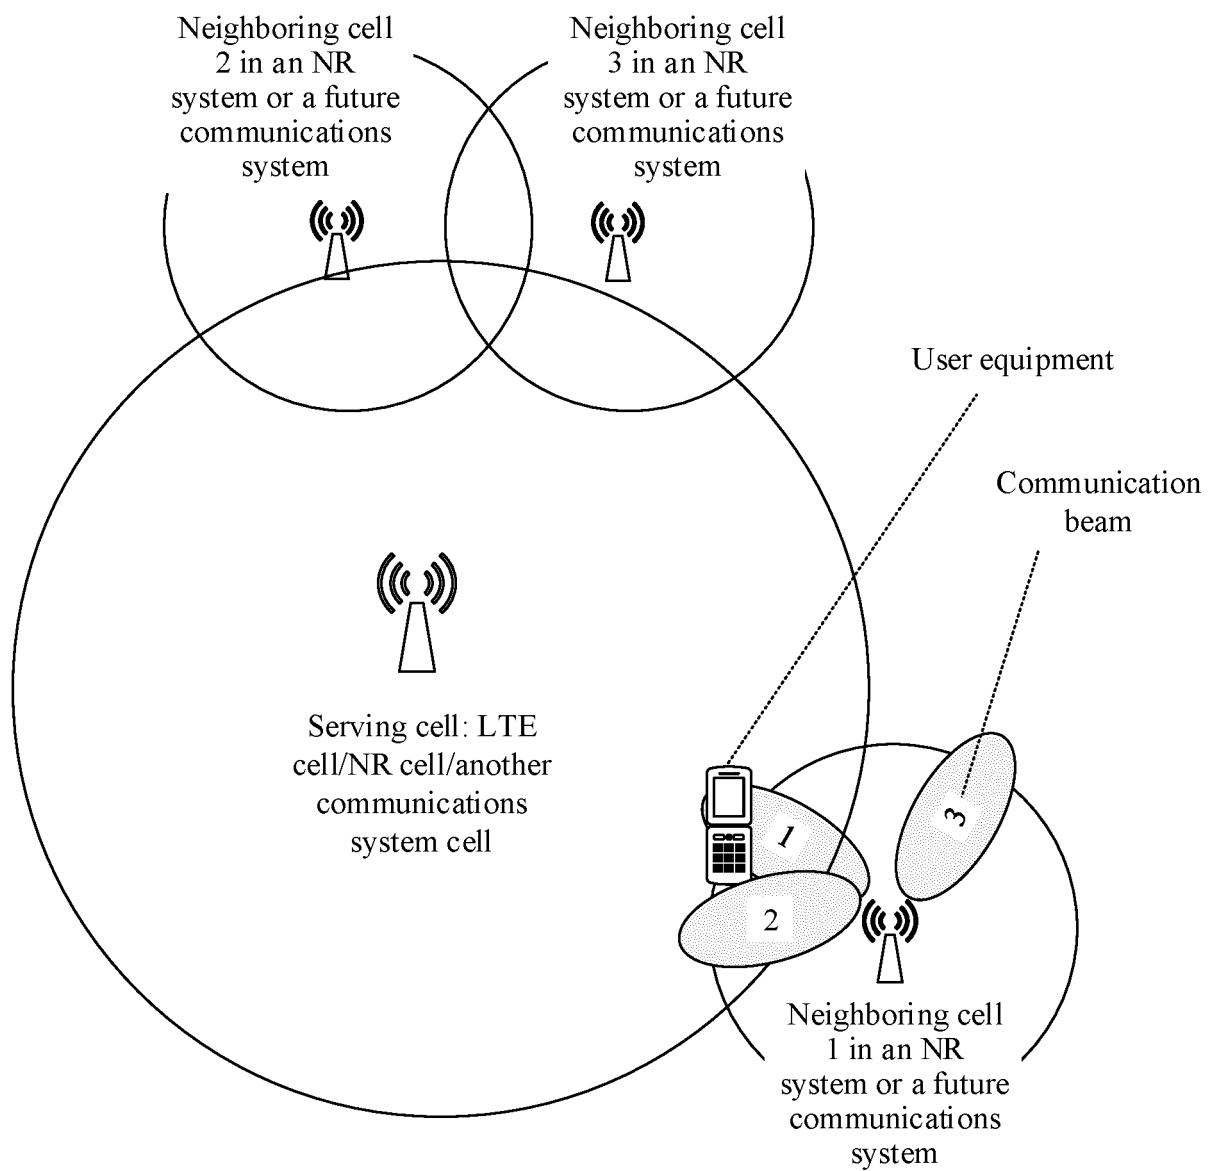 Neighboring cell
2 in an NR
system or a future
communications
system
Neighboring cell
3 in an NR
system or a future
communications
system
User equipment
Communication
beam
Serving cell: LTE
cell/NR cell/another
communications
system cell
1
2
3
Neighboring cell
1 in an NR
system or a future
communications
system